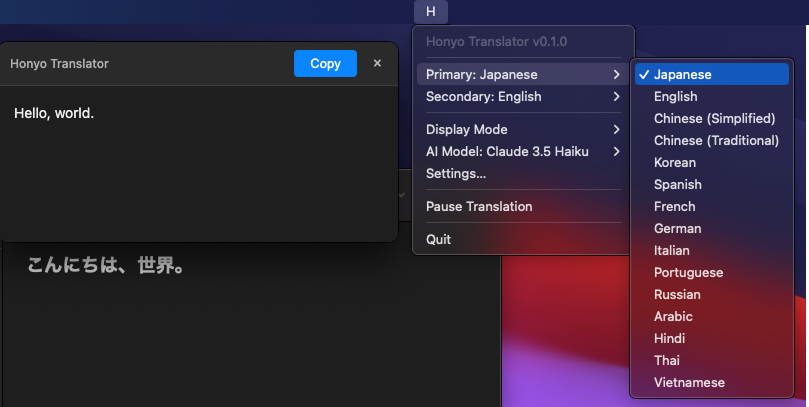 H
Honyo Translator
Copy
×
Hello, world.
こんにちは、世界。
Honyo Translator v0.1.0
Primary: Japanese
Secondary: English
Display Mode
AI Model: Claude 3.5 Haiku
Settings...
Pause Translation
Quit
✓ Japanese
English
Chinese (Simplified)
Chinese (Traditional)
Korean
Spanish
French
German
Italian
Portuguese
Russian
Arabic
Hindi
Thai
Vietnamese